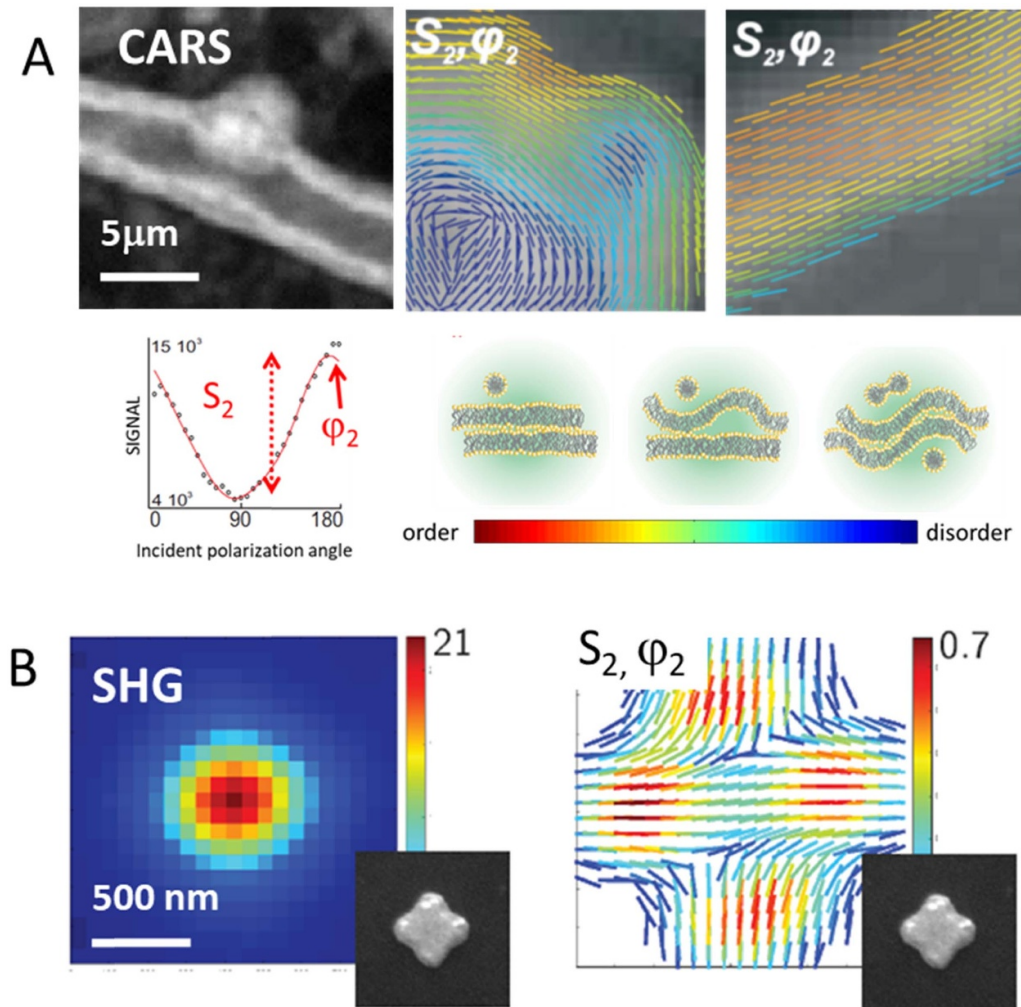 A
CARS
5μm
S₂,φ₂
S₂,φ₂
15 10³
SIGNAL
4 10³
S₂
φ₂
0
90
180
Incident polarization angle
order
disorder
B
SHG
500 nm
21
S₂, φ₂
0.7